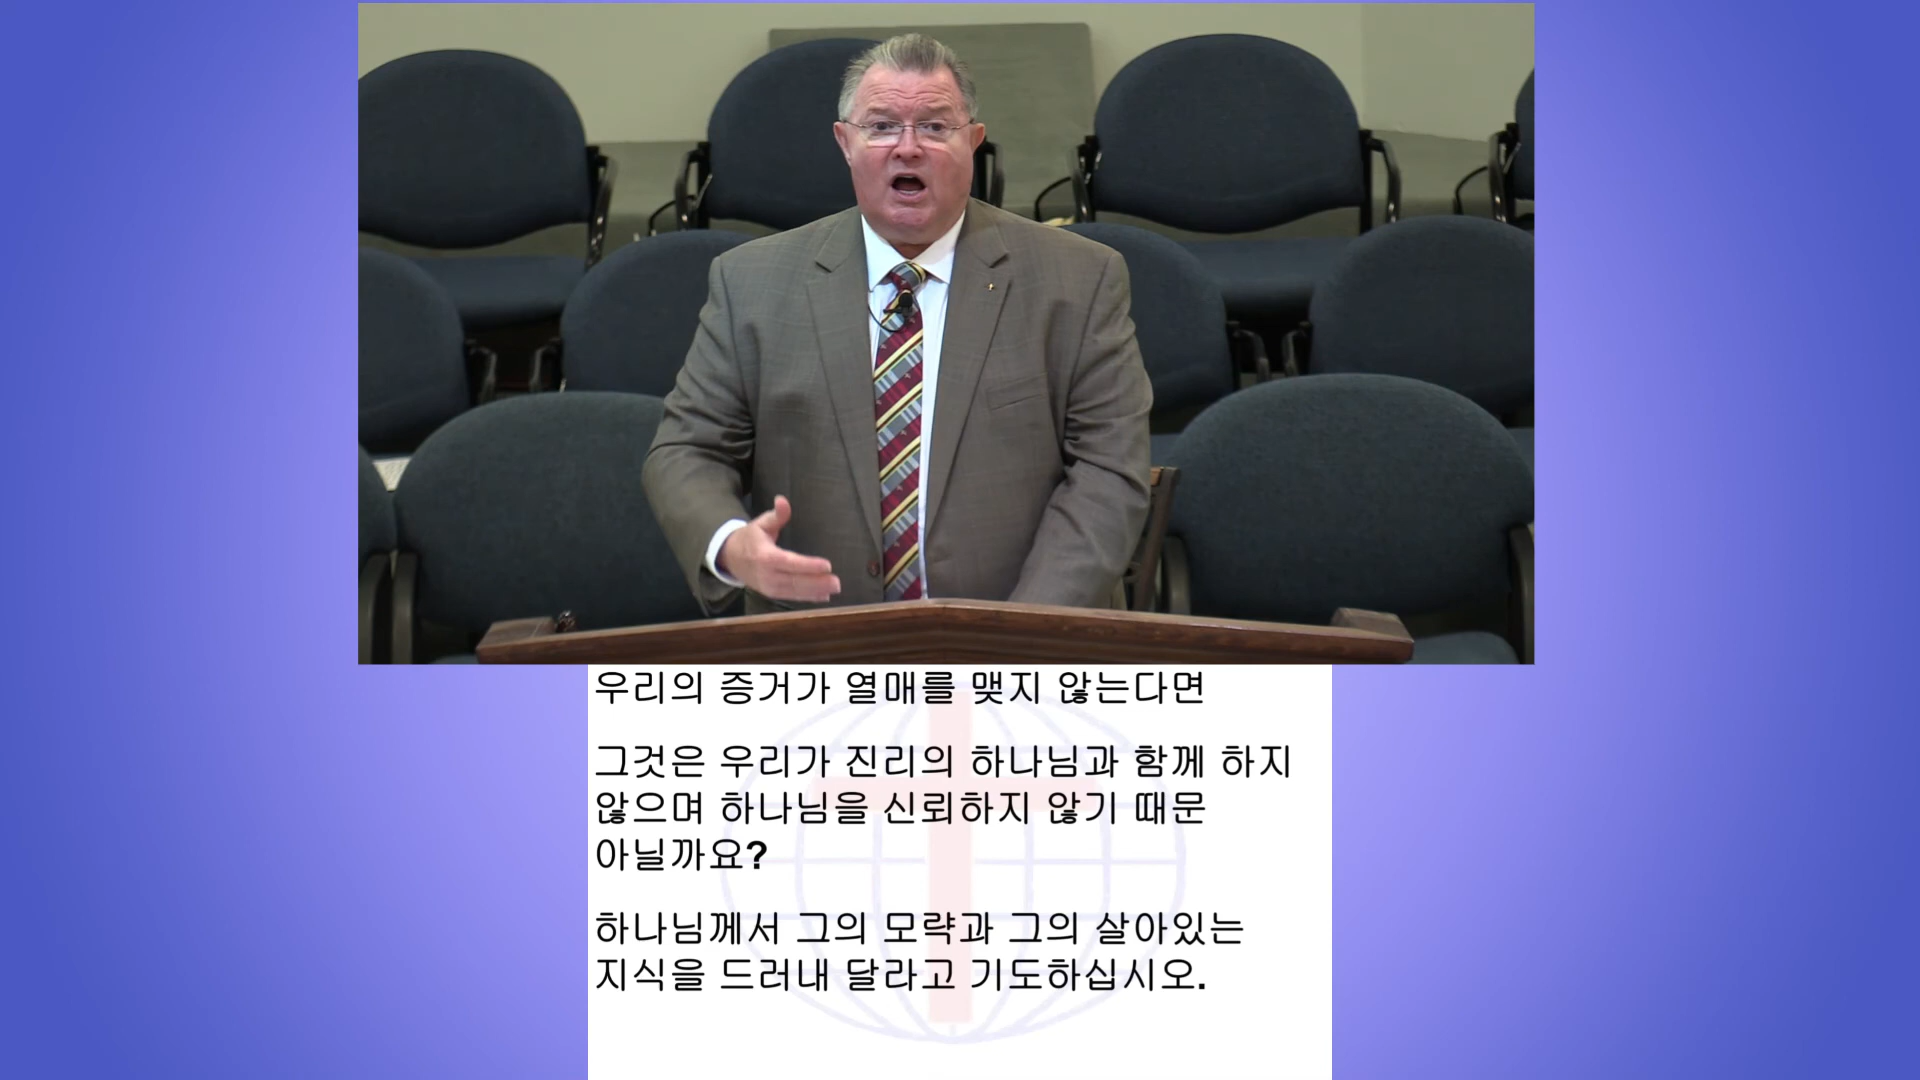 우리의 증거가 열매를 맺지 않는다면
그것은 우리가 진리의 하나님과 함께 하지
않으며 하나님을 신뢰하지 않기 때문
아닐까요?
하나님께서 그의 모략과 그의 살아있는
지식을 드러내 달라고 기도하십시오.